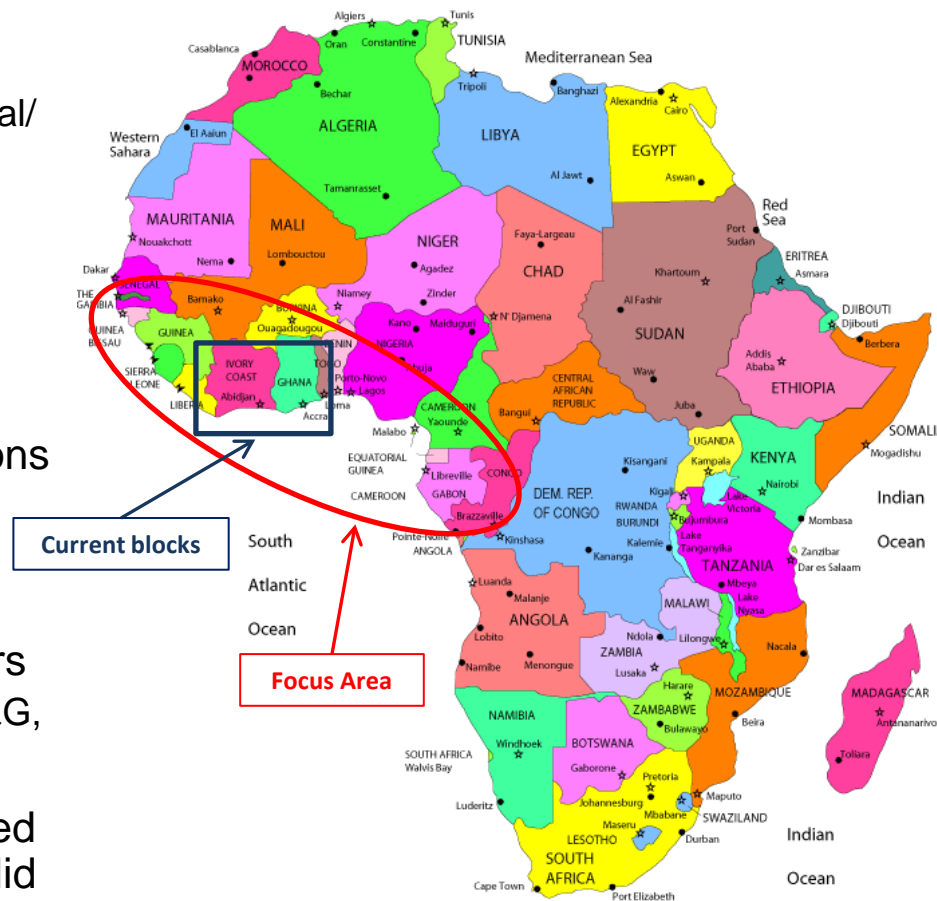 al/
ons
rs
G,
ed
lid
Algiers
Tunis
Oran
Constantine
TUNISIA
Casablanca
MOROCCO
Mediterranean Sea
Tripoli
Banghazi
Bechar
Alexandria
Cairo
ALGERIA
LIBYA
EGYPT
Western
Sahara
El Aaiun
Al Jawt
Aswan
Tamanrasset
Red
Sea
MAURITANIA
MALI
NIGER
Faya-Largeau
Port
Sudan
Nouakchott
CHAD
ERITREA
Nema
Lombouctou
Agadez
Khartoum
Asmara
Dakar
SENEGAL
Zinder
Al Fashir
DJIBOUTI
THE
GAMBIA
Bamako
Niamey
N' Djamena
Djibouti
BURKINA
Ouagadougou
Kano
Maiduguri
SUDAN
Berbera
GUINEA
BISSAU
GUINEA
NIGERIA
BENIN
Abuja
Addis
Ababa
SIERRA
LEONE
IVORY
COAST
GHANA
TOGO
Porto-Novo
Lagos
Waw
ETHIOPIA
LIBERIA
Abidjan
Accra
Loma
CENTRAL
AFRICAN
REPUBLIC
CAMEROON
Yaounde
Bangui
Juba
Malabo
SOMALI
UGANDA
Mogadishu
EQUATORIAL
GUINEA
Libreville
CONGO
Kisangani
Kampala
KENYA
CAMEROON
GABON
DEM. REP.
OF CONGO
Kigali
Nairobi
Indian
Ocean
Brazzaville
RWANDA
BURUNDI
Lake
Victoria
Bujumbura
Mombasa
Current blocks
South
Atlantic
Ocean
Pointe-Noire
ANGOLA
Kinshasa
Kananga
Kalemie
Lake
Tanganyika
Zanzibar
Dar es Salaam
TANZANIA
Luanda
Malanje
Mbeya
Lake
Nyasa
ANGOLA
MALAWI
Lobito
Ndola
Lilongwe
Focus Area
Menongue
ZAMBIA
Nacala
Namibe
Lusaka
Harare
MOZAMBIQUE
MADAGASCAR
NAMIBIA
ZAMBABWE
Beira
Antananarivo
Windhoek
BOTSWANA
Bulawayo
SOUTH AFRICA
Walvis Bay
Gaborone
Toliara
Pretoria
Luderitz
Johannesburg
Maputo
Mbabane
SWAZILAND
Maseru
LESOTHO
Durban
Indian
Ocean
SOUTH
AFRICA
Cape Town
Port Elizabeth